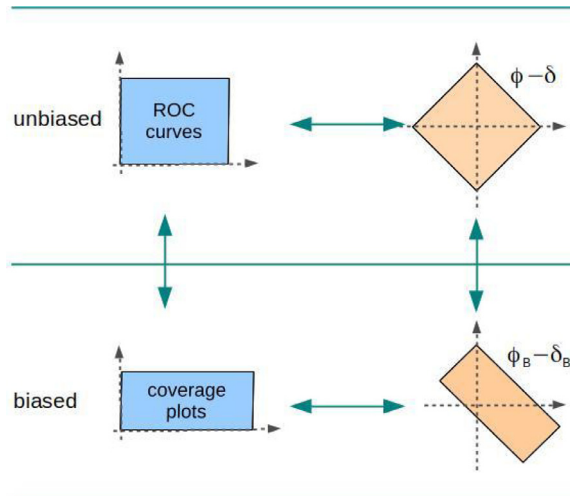 unbiased
ROC
curves
ϕ−δ
biased
coverage
plots
ϕB−δB